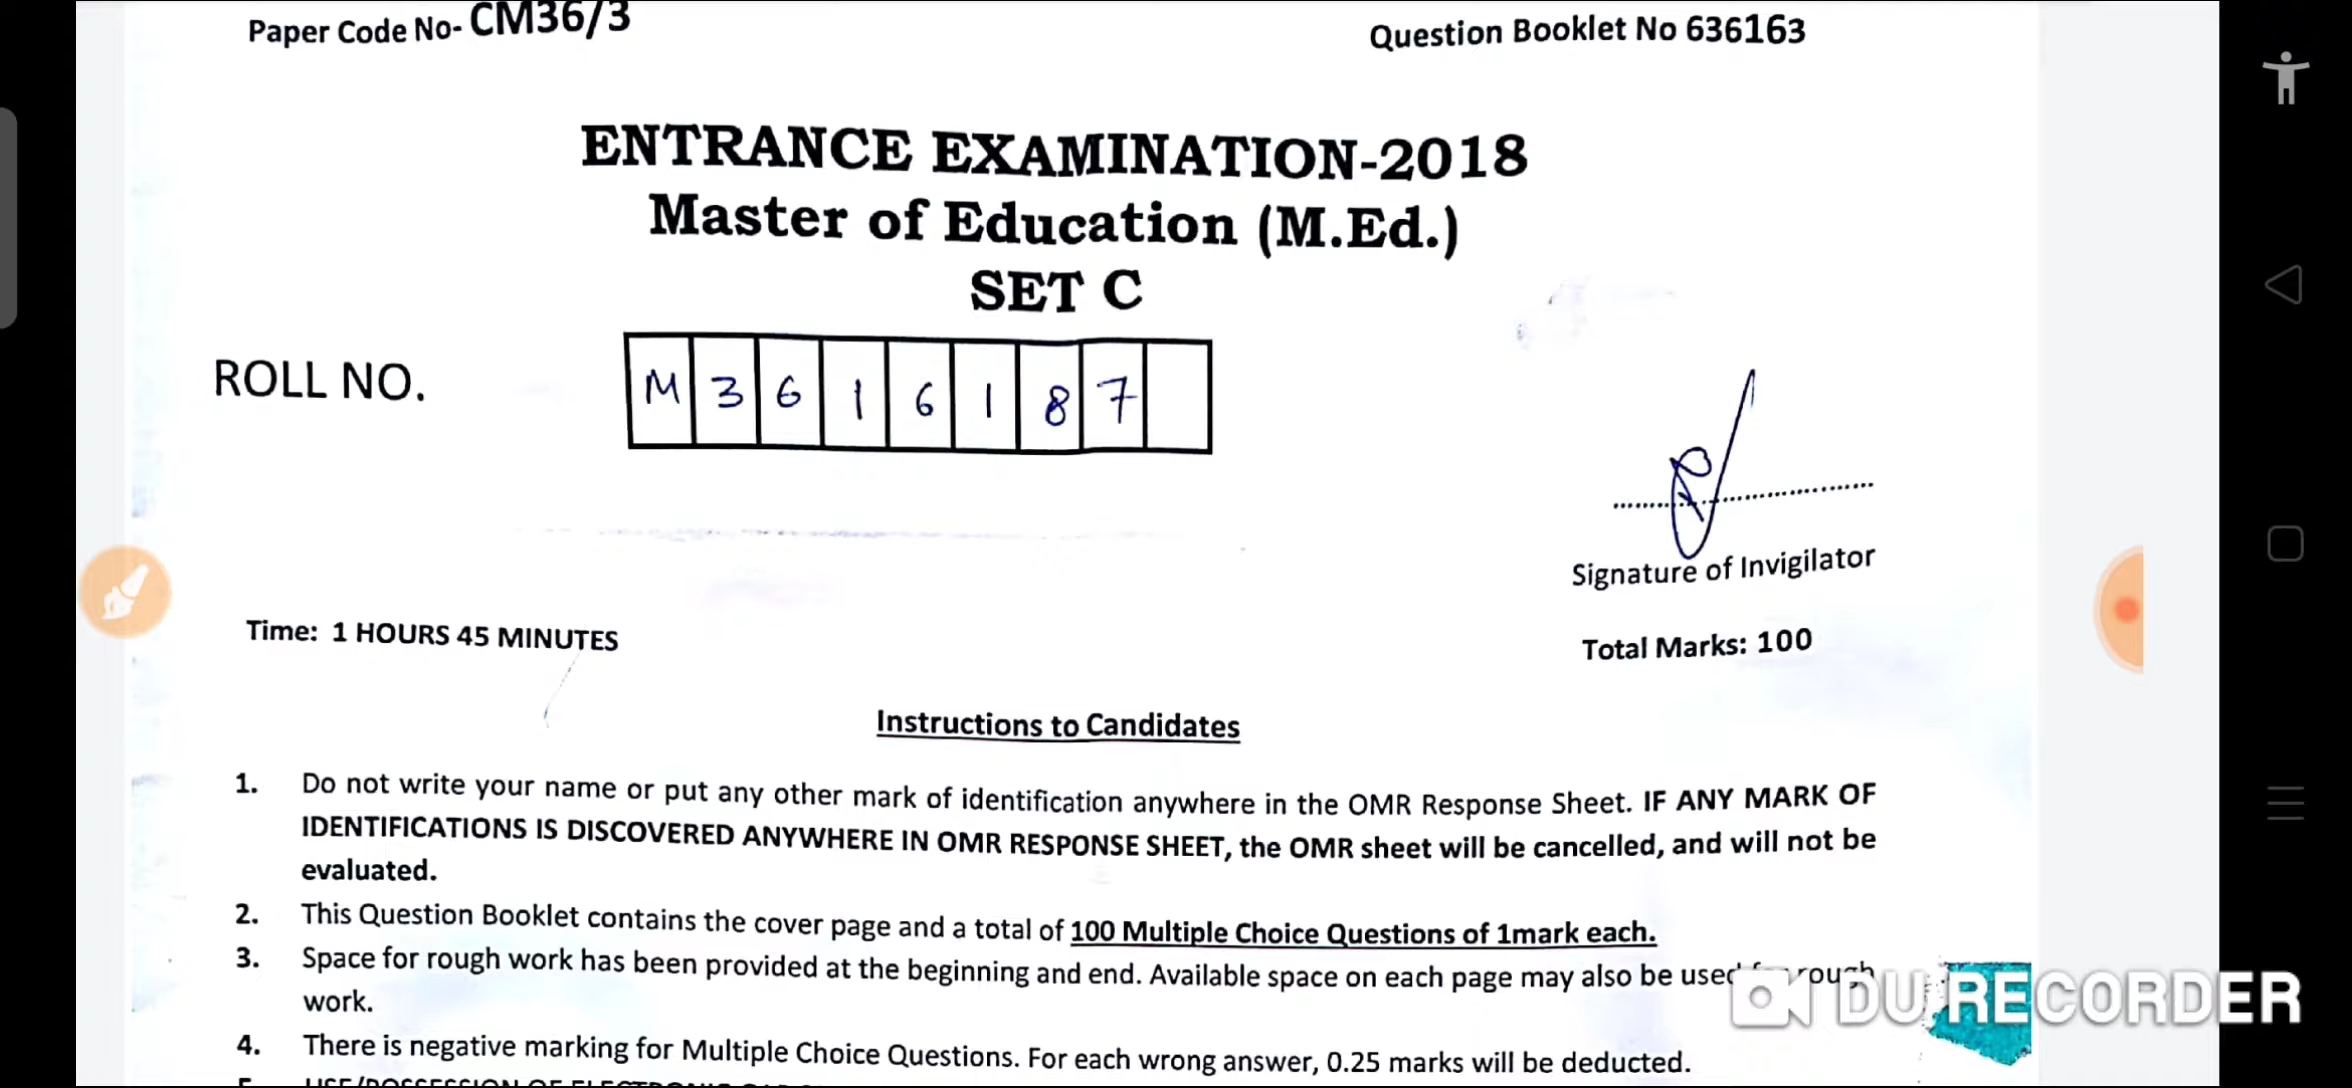 Paper Code No- CM36/3
Question Booklet No 636163
ENTRANCE EXAMINATION-2018
Master of Education (M.Ed.)
SET C
ROLL NO. M 3 6 1 6 1 8 7
Signature of Invigilator
Time: 1 HOURS 45 MINUTES
Total Marks: 100
Instructions to Candidates
1. Do not write your name or put any other mark of identification anywhere in the OMR Response Sheet. IF ANY MARK OF
IDENTIFICATIONS IS DISCOVERED ANYWHERE IN OMR RESPONSE SHEET, the OMR sheet will be cancelled, and will not be
evaluated.
2. This Question Booklet contains the cover page and a total of 100 Multiple Choice Questions of 1mark each.
3. Space for rough work has been provided at the beginning and end. Available space on each page may also be used for rough
work.
DU RECORDER
4. There is negative marking for Multiple Choice Questions. For each wrong answer, 0.25 marks will be deducted.